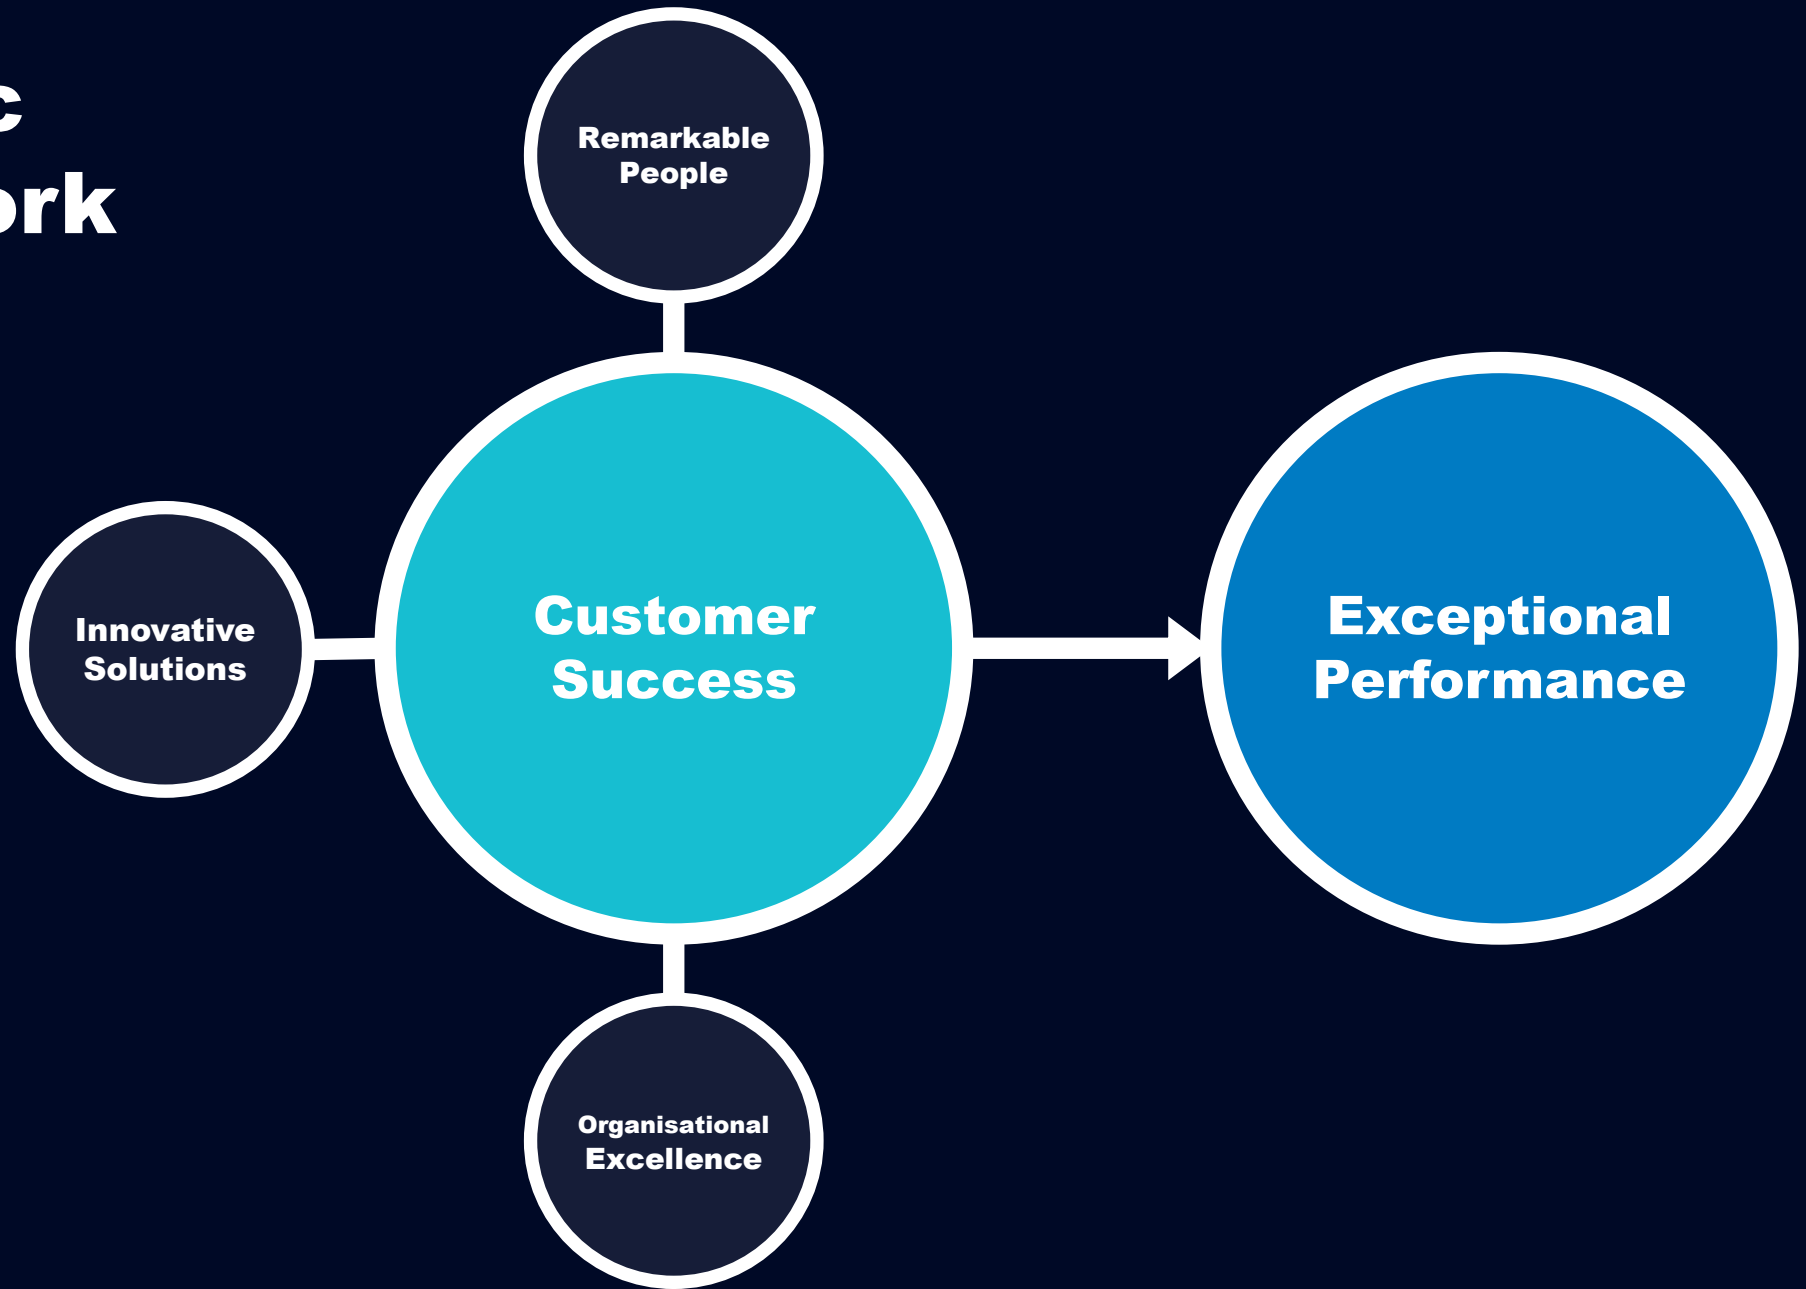 Remarkable
People
Innovative
Solutions
Customer
Success
Exceptional
Performance
Organisational
Excellence